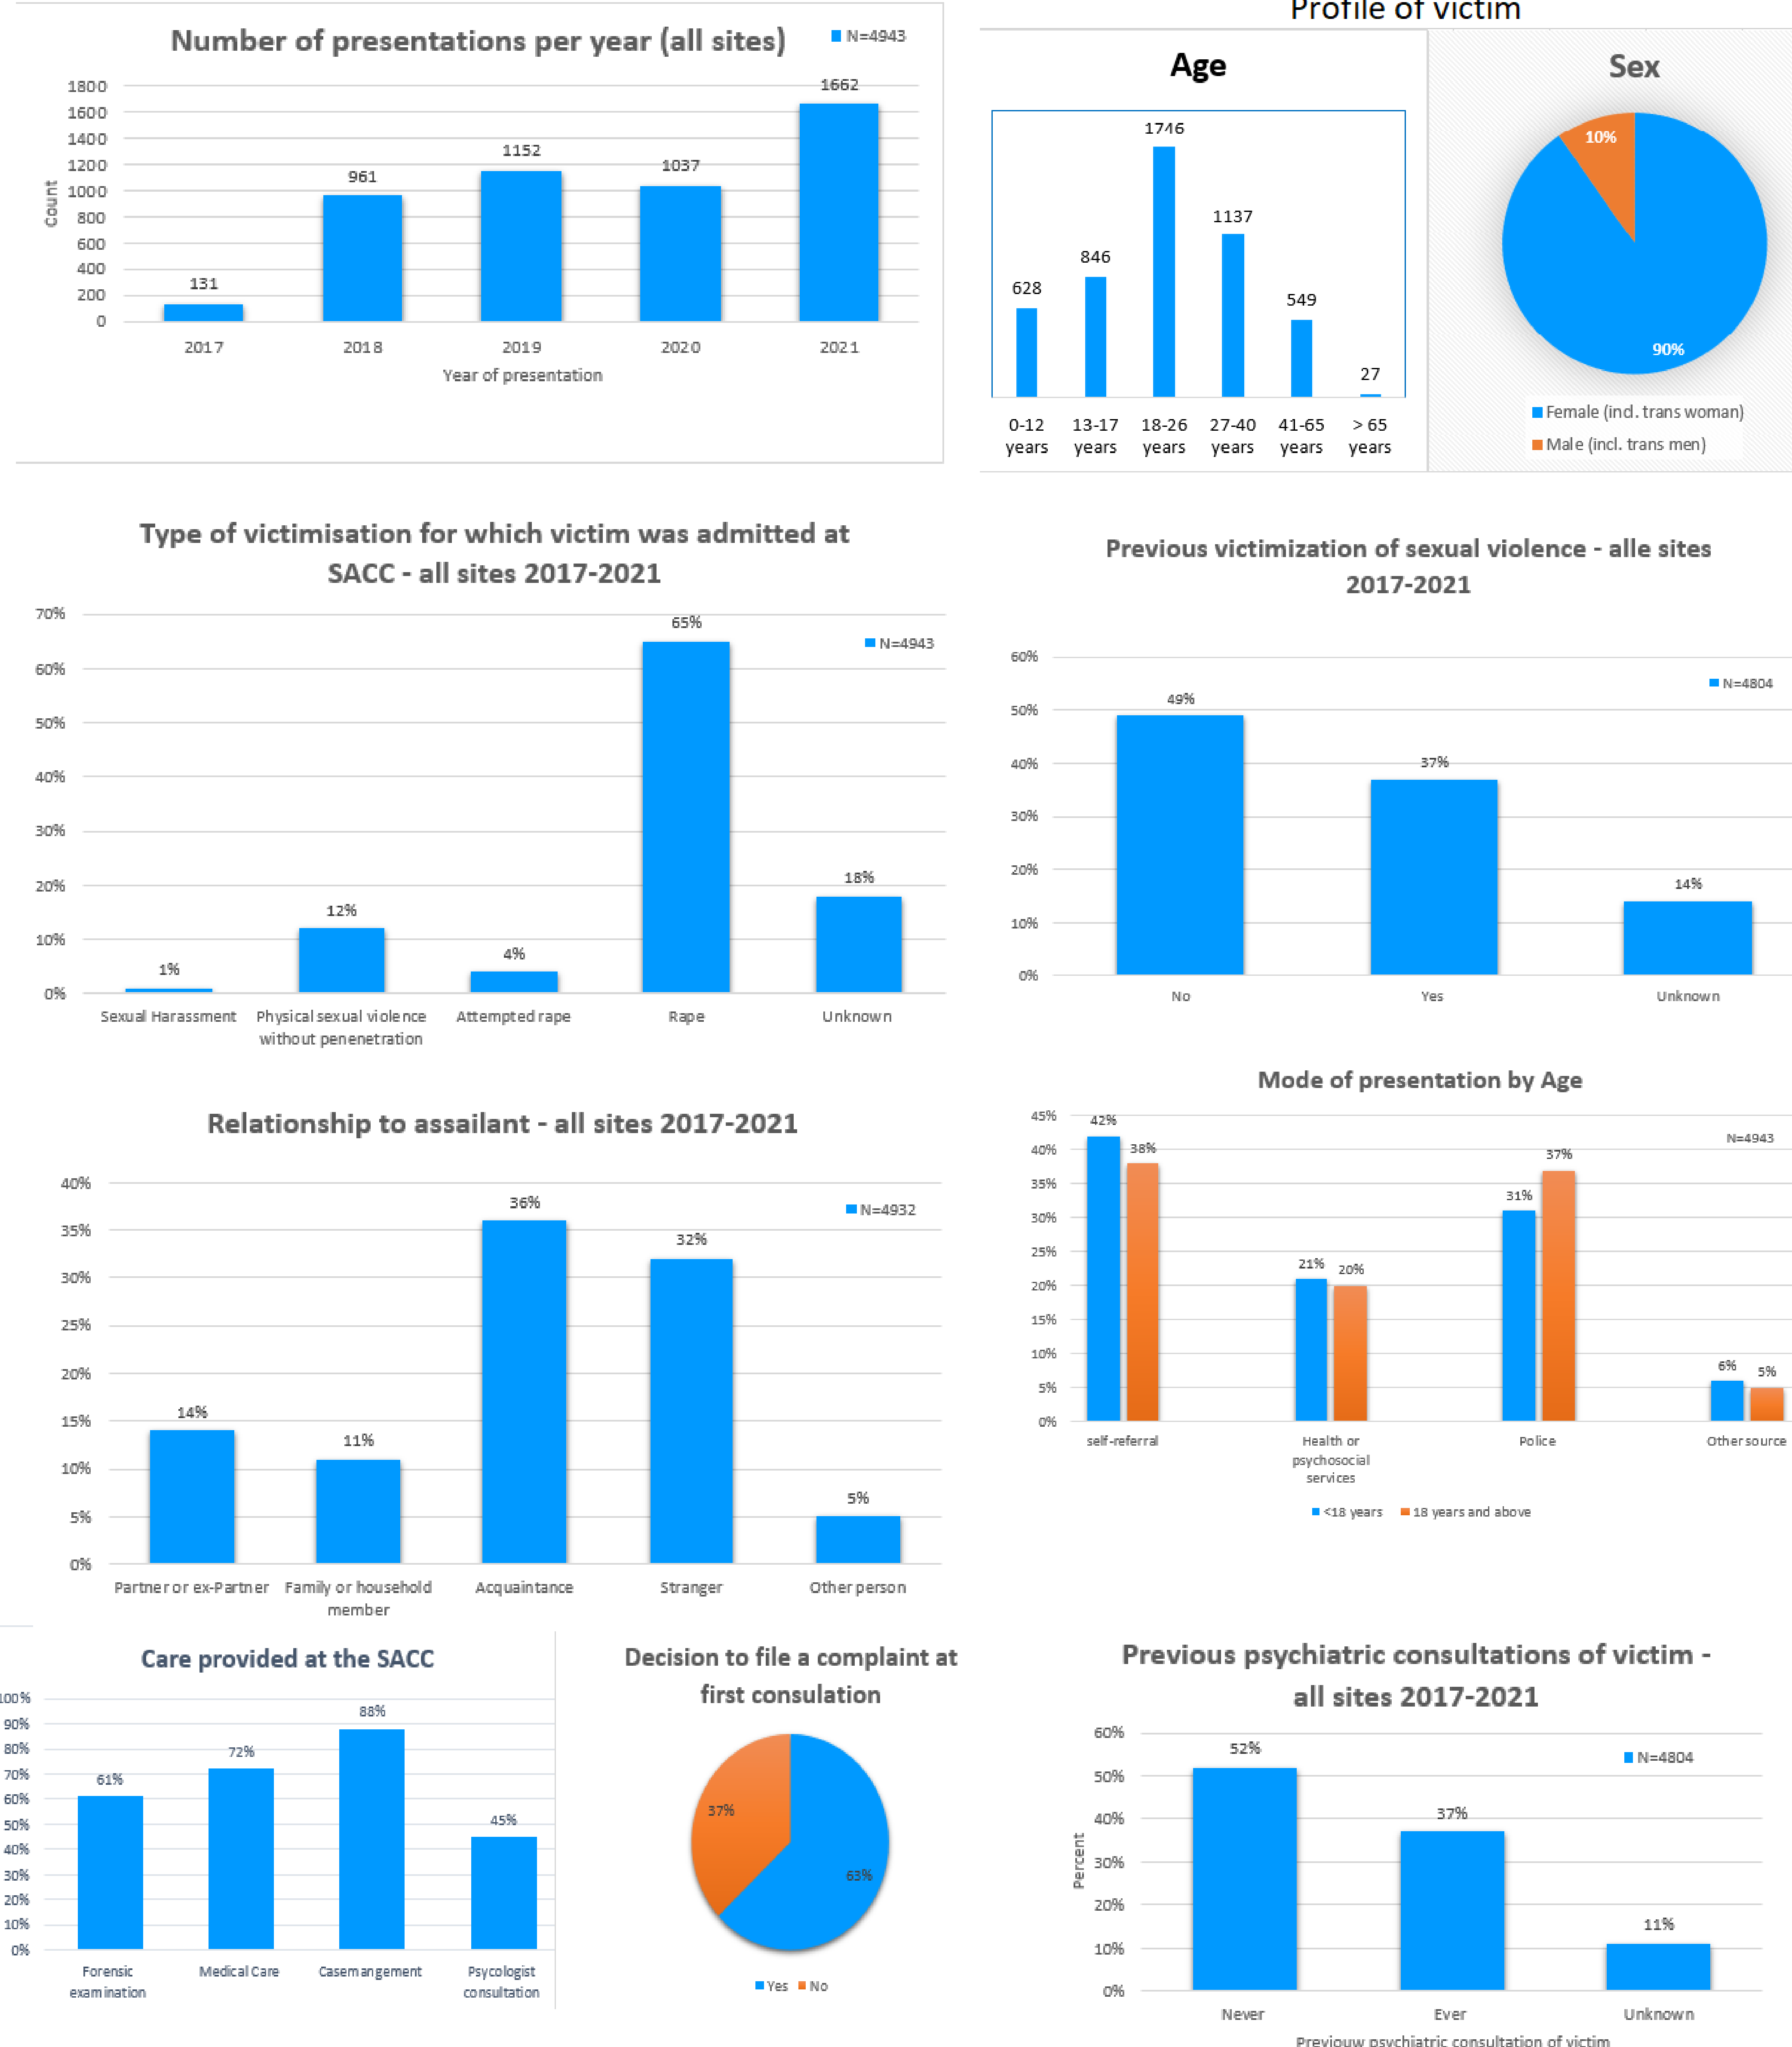 Number of presentations per year (all sites)
N=4943
1800
1600
1400
1200
1000
800
600
400
200
0
Count
131
961
1152
1037
1662
2017 2018 2019 2020 2021
Year of presentation
Profile of victim
Age
628
846
1746
1137
549
27
0-12 13-17 18-26 27-40 41-65 > 65
years years years years years years
Sex
10%
90%
Female (incl. trans woman)
Male (incl. trans men)
Type of victimisation for which victim was admitted at
SACC - all sites 2017-2021
N=4943
70%
60%
50%
40%
30%
20%
10%
0%
1%
12%
4%
65%
18%
Sexual Harassment Physical sexual violence Attempted rape Rape Unknown
without penenetration
Previous victimization of sexual violence - alle sites
2017-2021
N=4804
60%
50%
40%
30%
20%
10%
0%
49%
37%
14%
No Yes Unknown
Relationship to assailant - all sites 2017-2021
N=4932
40%
35%
30%
25%
20%
15%
10%
5%
0%
14%
11%
36%
32%
5%
Partner or ex-Partner Family or household Acquaintance Stranger Other person
member
Mode of presentation by Age
N=4943
45%
40%
35%
30%
25%
20%
15%
10%
5%
0%
42%
38%
21%
20%
31%
37%
6%
5%
self-referral Health or Police Other source
psychosocial
services
<18 years 18 years and above
Care provided at the SACC
100%
90%
80%
70%
60%
50%
40%
30%
20%
10%
0%
61%
72%
88%
45%
Forensic Medical Care Casemangement Psycologist
examination consultation
Decision to file a complaint at
first consulation
37%
63%
Yes No
Previous psychiatric consultations of victim -
all sites 2017-2021
N=4804
60%
50%
40%
30%
20%
10%
0%
Percent
52%
37%
11%
Never Ever Unknown
Previouw psychiatric consultation of victim